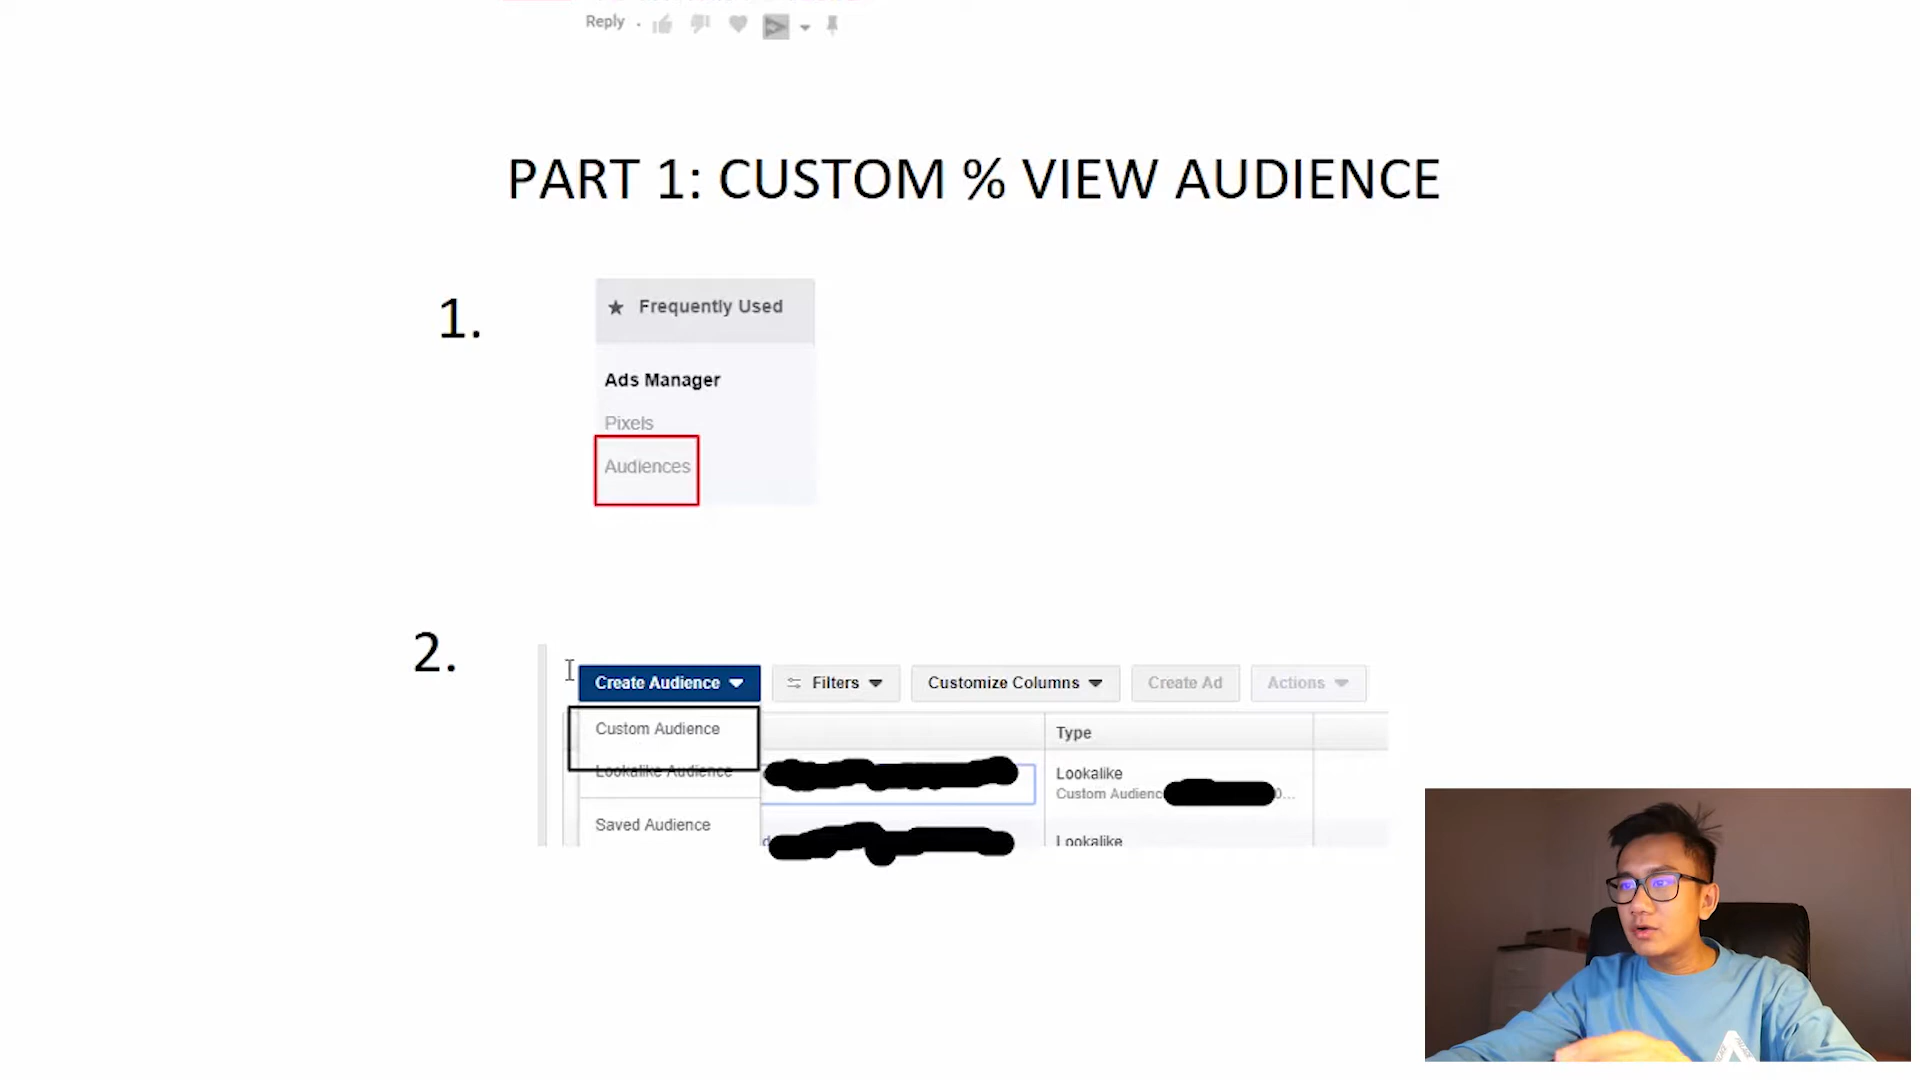 Reply
PART 1: CUSTOM % VIEW AUDIENCE
1.
Frequently Used
Ads Manager
Pixels
Audiences
2.
Create Audience
Filters
Customize Columns
Create Ad
Actions
Custom Audience
Type
Lookalike Audience
Lookalike
Custom Audienc
0...
Saved Audience
Lookalike